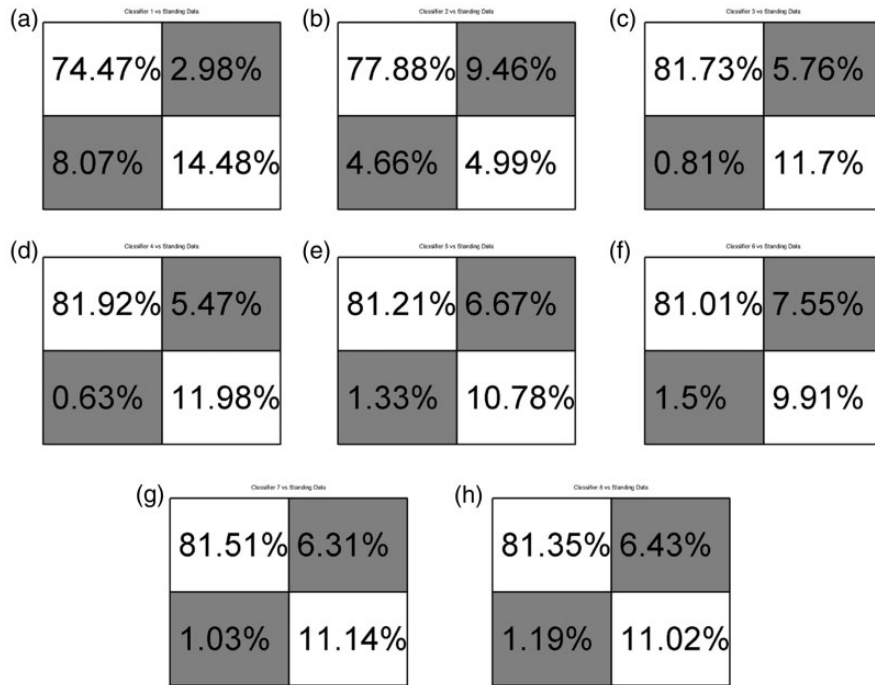 (a) Classifier 1 vs Standing Data
74.47% 2.98%
8.07% 14.48%
(b) Classifier 2 vs Standing Data
77.88% 9.46%
4.66% 4.99%
(c) Classifier 3 vs Standing Data
81.73% 5.76%
0.81% 11.7%
(d) Classifier 4 vs Standing Data
81.92% 5.47%
0.63% 11.98%
(e) Classifier 5 vs Standing Data
81.21% 6.67%
1.33% 10.78%
(f) Classifier 6 vs Standing Data
81.01% 7.55%
1.5% 9.91%
(g) Classifier 7 vs Standing Data
81.51% 6.31%
1.03% 11.14%
(h) Classifier 8 vs Standing Data
81.35% 6.43%
1.19% 11.02%